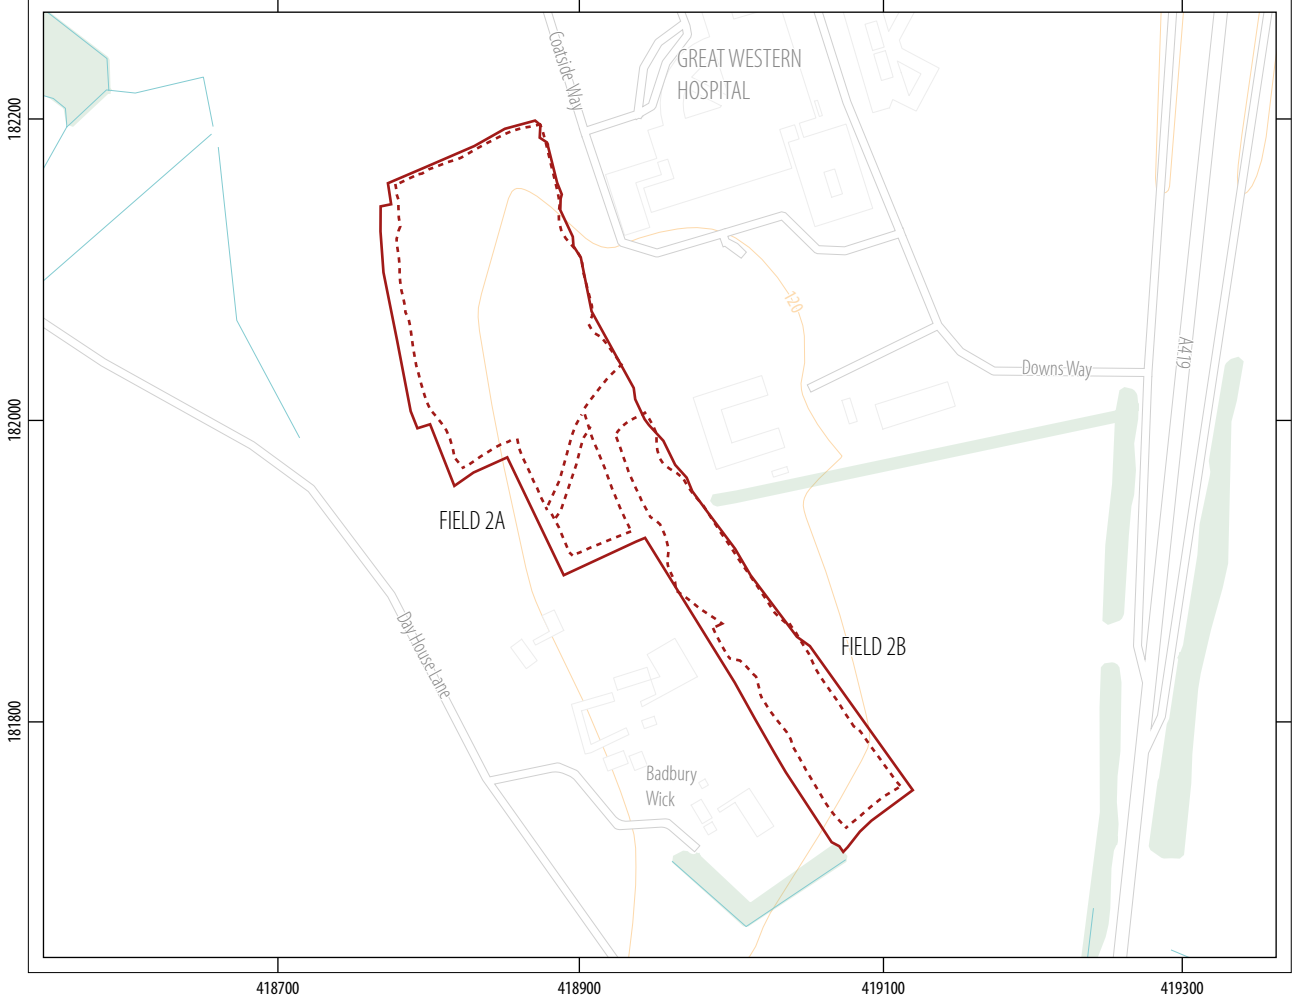 Coatside Way
GREAT WESTERN
HOSPITAL
182200
120
A419
Downs Way
182000
FIELD 2A
Day House Lane
FIELD 2B
181800
Badbury
Wick
418700
418900
419100
419300